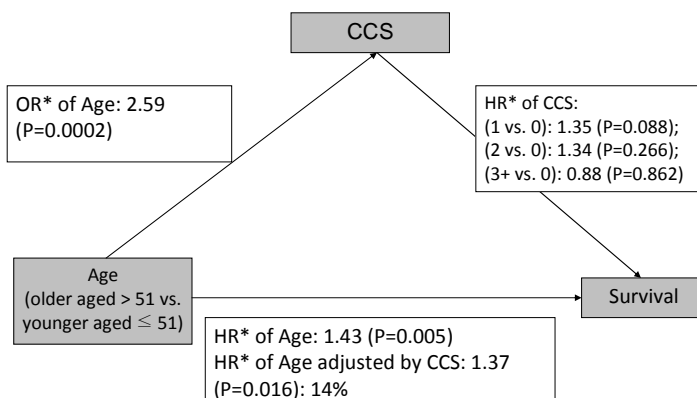 CCS
OR* of Age: 2.59
(P=0.0002)
HR* of CCS:
(1 vs. 0): 1.35 (P=0.088);
(2 vs. 0): 1.34 (P=0.266);
(3+ vs. 0): 0.88 (P=0.862)
Age
(older aged > 51 vs.
younger aged ≤ 51)
Survival
HR* of Age: 1.43 (P=0.005)
HR* of Age adjusted by CCS: 1.37
(P=0.016): 14%